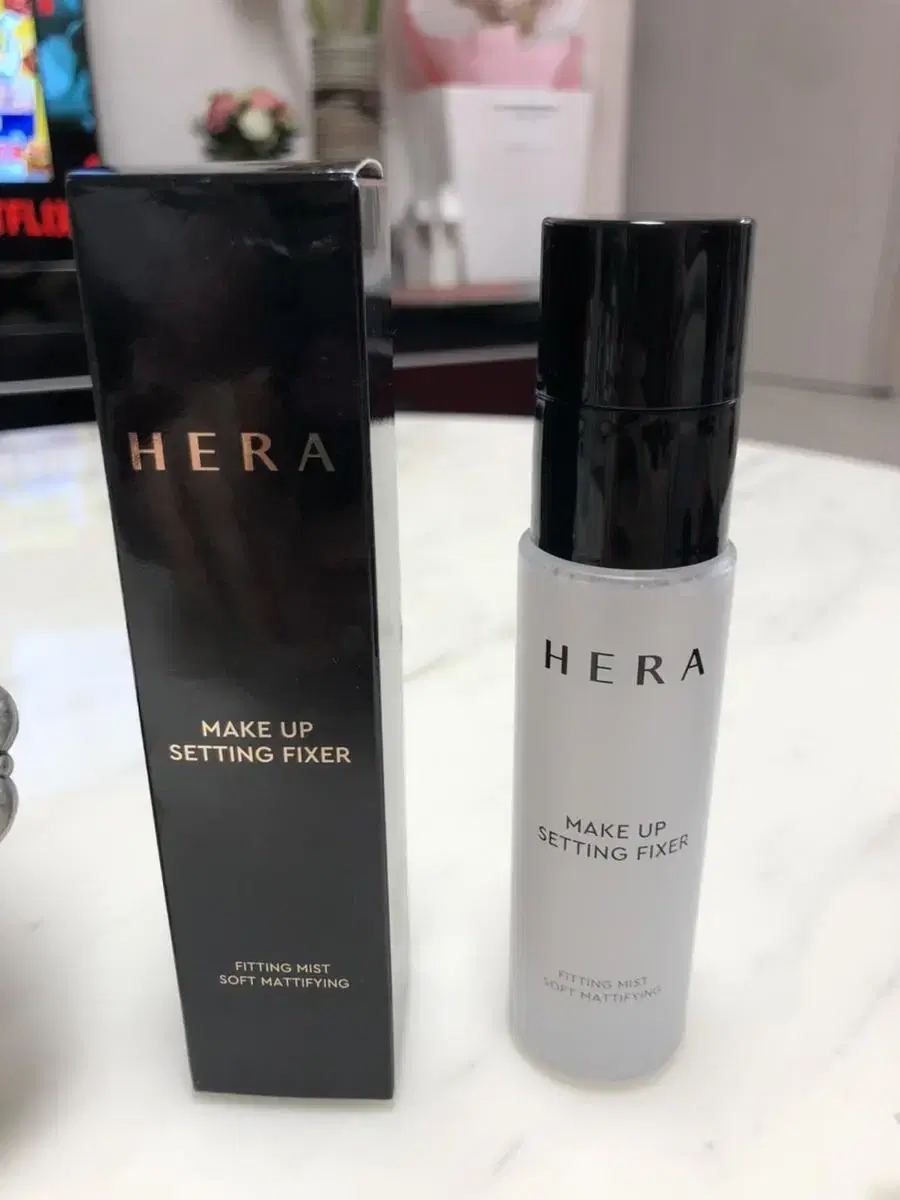 HERA
MAKE UP
SETTING FIXER
FITTING MIST
SOFT MATTIFYING
HERA
MAKE UP
SETTING FIXER
FITTING MIST
SOFT MATTIFYING